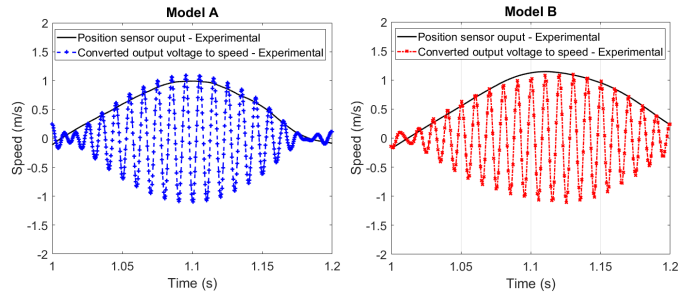 Model A
Position sensor ouput - Experimental
Converted output voltage to speed - Experimental
Speed (m/s)
2
1.5
1
0.5
0
-0.5
-1
-1.5
-2
1
1.05
1.1
1.15
1.2
Time (s)
Model B
Position sensor ouput - Experimental
Converted output voltage to speed - Experimental
Speed (m/s)
2
1.5
1
0.5
0
-0.5
-1
-1.5
-2
1
1.05
1.1
1.15
1.2
Time (s)